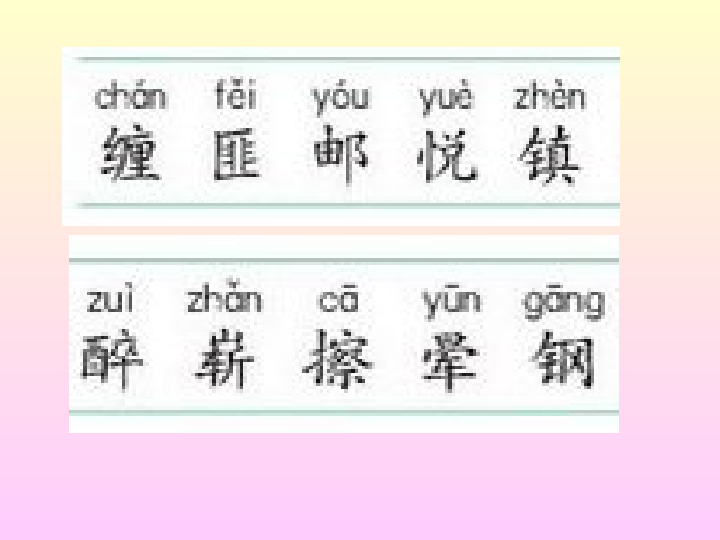 chán fěi yóu yuè zhèn
缠 匪 邮 悦 镇
zuì zhǎn cā yūn gāng
醉 崭 擦 晕 钢